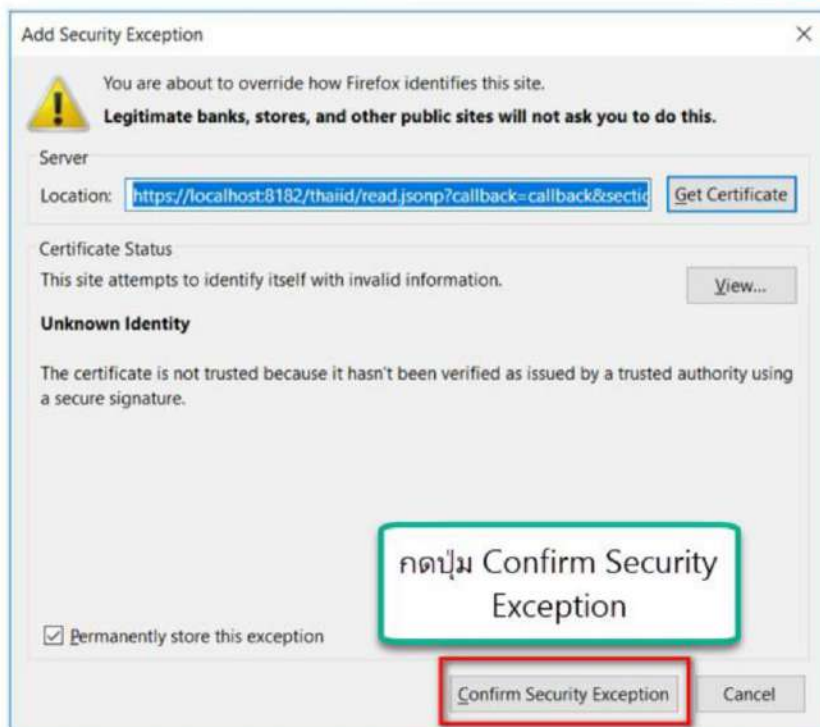 Add Security Exception
You are about to override how Firefox identifies this site.
Legitimate banks, stores, and other public sites will not ask you to do this.
Server
Location: https://localhost:8182/thaiid/read.jsonp?callback=callback&sectic Get Certificate
Certificate Status
This site attempts to identify itself with invalid information. View...
Unknown Identity
The certificate is not trusted because it hasn't been verified as issued by a trusted authority using
a secure signature.
กดปุ่ม Confirm Security
Exception
Permanently store this exception
Confirm Security Exception Cancel